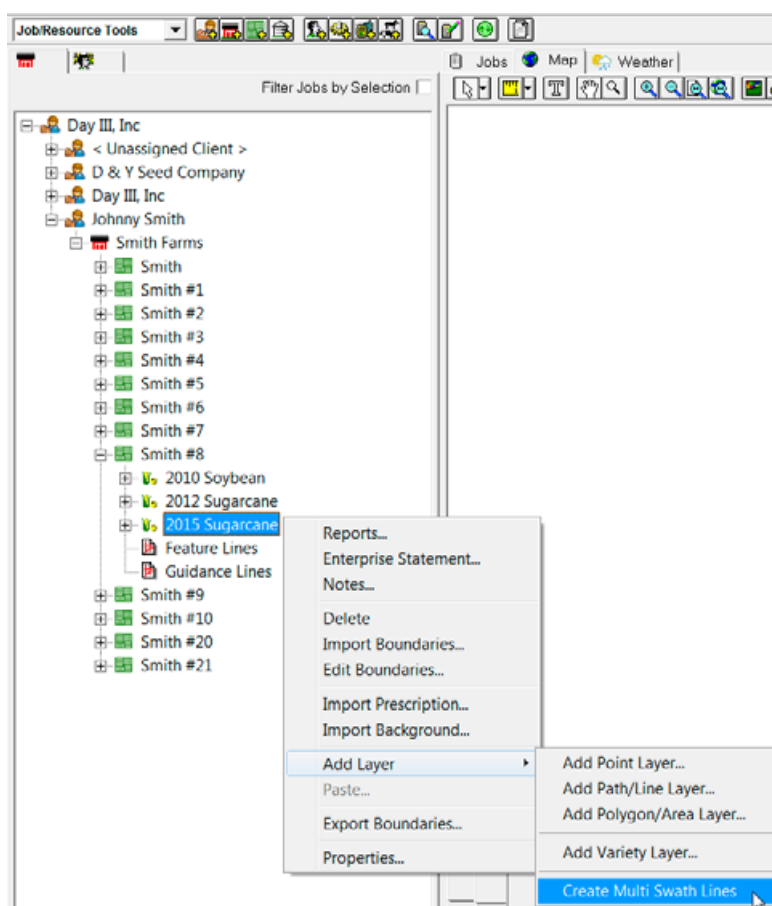 Job/Resource Tools
Jobs Map Weather
Filter Jobs by Selection
T
Day III, Inc
< Unassigned Client >
D & Y Seed Company
Day III, Inc
Johnny Smith
Smith Farms
Smith
Smith #1
Smith #2
Smith #3
Smith #4
Smith #5
Smith #6
Smith #7
Smith #8
2010 Soybean
2012 Sugarcane
2015 Sugarcane
Feature Lines
Guidance Lines
Smith #9
Smith #10
Smith #20
Smith #21
Reports...
Enterprise Statement...
Notes...
Delete
Import Boundaries...
Edit Boundaries...
Import Prescription...
Import Background...
Add Layer
Paste...
Export Boundaries...
Properties...
Add Point Layer...
Add Path/Line Layer...
Add Polygon/Area Layer...
Add Variety Layer...
Create Multi Swath Lines